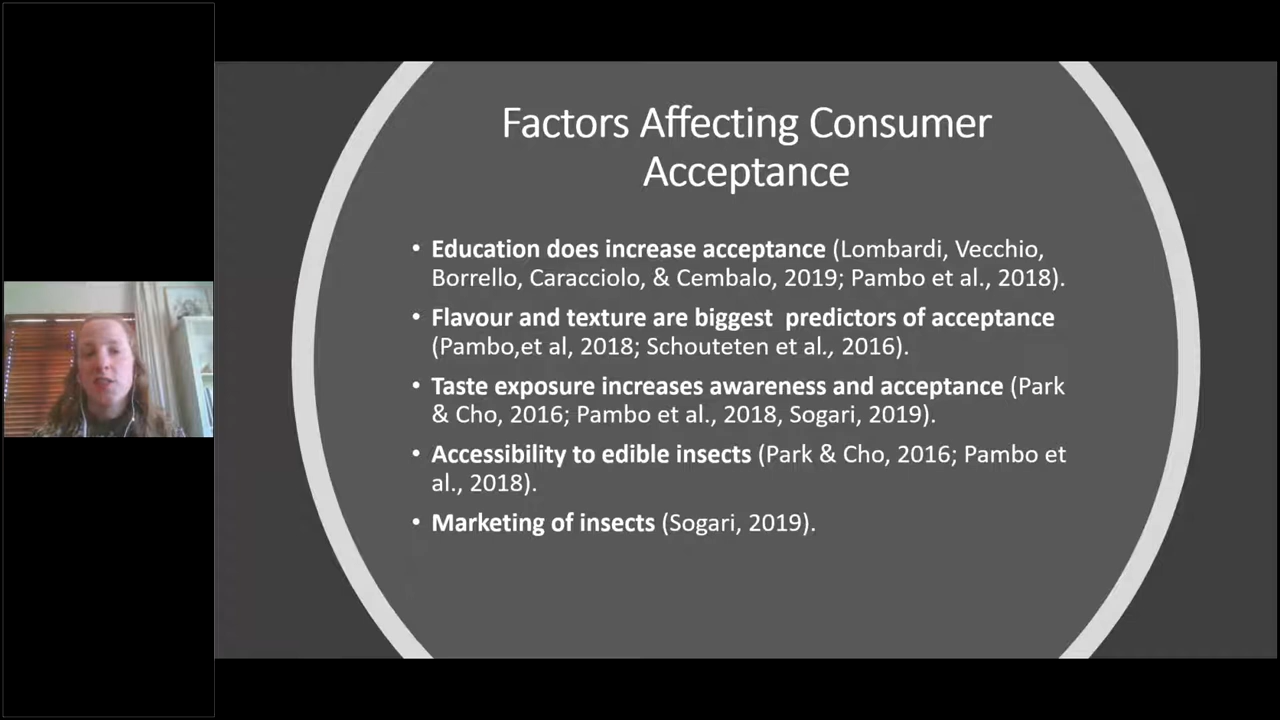 Factors Affecting Consumer
Acceptance
• Education does increase acceptance (Lombardi, Vecchio,
Borrello, Caracciolo, & Cembalo, 2019; Pambo et al., 2018).
• Flavour and texture are biggest  predictors of acceptance
(Pambo,et al, 2018; Schouteten et al., 2016).
• Taste exposure increases awareness and acceptance (Park
& Cho, 2016; Pambo et al., 2018, Sogari, 2019).
• Accessibility to edible insects (Park & Cho, 2016; Pambo et
al., 2018).
• Marketing of insects (Sogari, 2019).